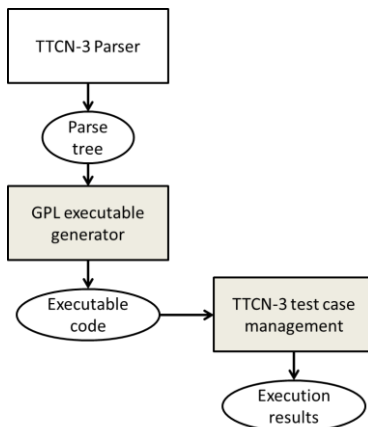 TTCN-3 Parser
Parse
tree
GPL executable
generator
Executable
code
TTCN-3 test case
management
Execution
results